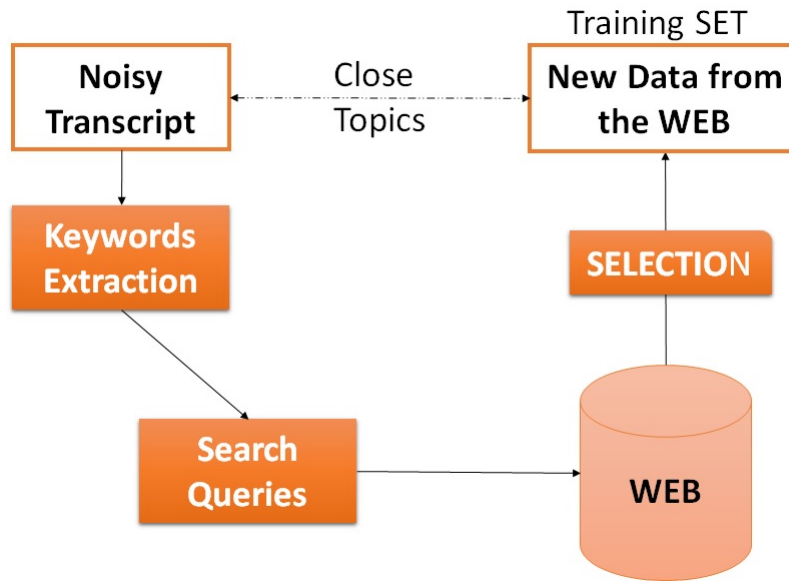 Training SET
Noisy
Transcript
Close
Topics
New Data from
the WEB
Keywords
Extraction
SELECTION
Search
Queries
WEB